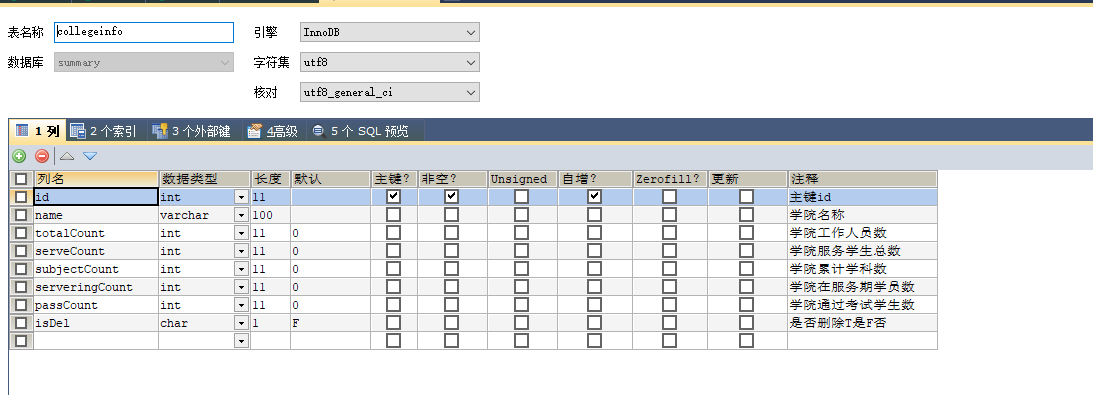 表名称 collegeinfo 引擎 InnoDB
数据库 summary 字符集 utf8
核对 utf8_general_ci
1 列 2 个索引 3 个外部键 4高级 5 个 SQL 预览
列名 数据类型 长度 默认 主键? 非空? Unsigned 自增? Zerofill? 更新 注释
id int 11 主键id
name varchar 100 学院名称
totalCount int 11 0 学院工作人员数
serveCount int 11 0 学院服务学生总数
subjectCount int 11 0 学院累计学科数
serveringCount int 11 0 学院在服务期学员数
passCount int 11 0 学院通过考试学生数
isDel char 1 F 是否删除T是F否